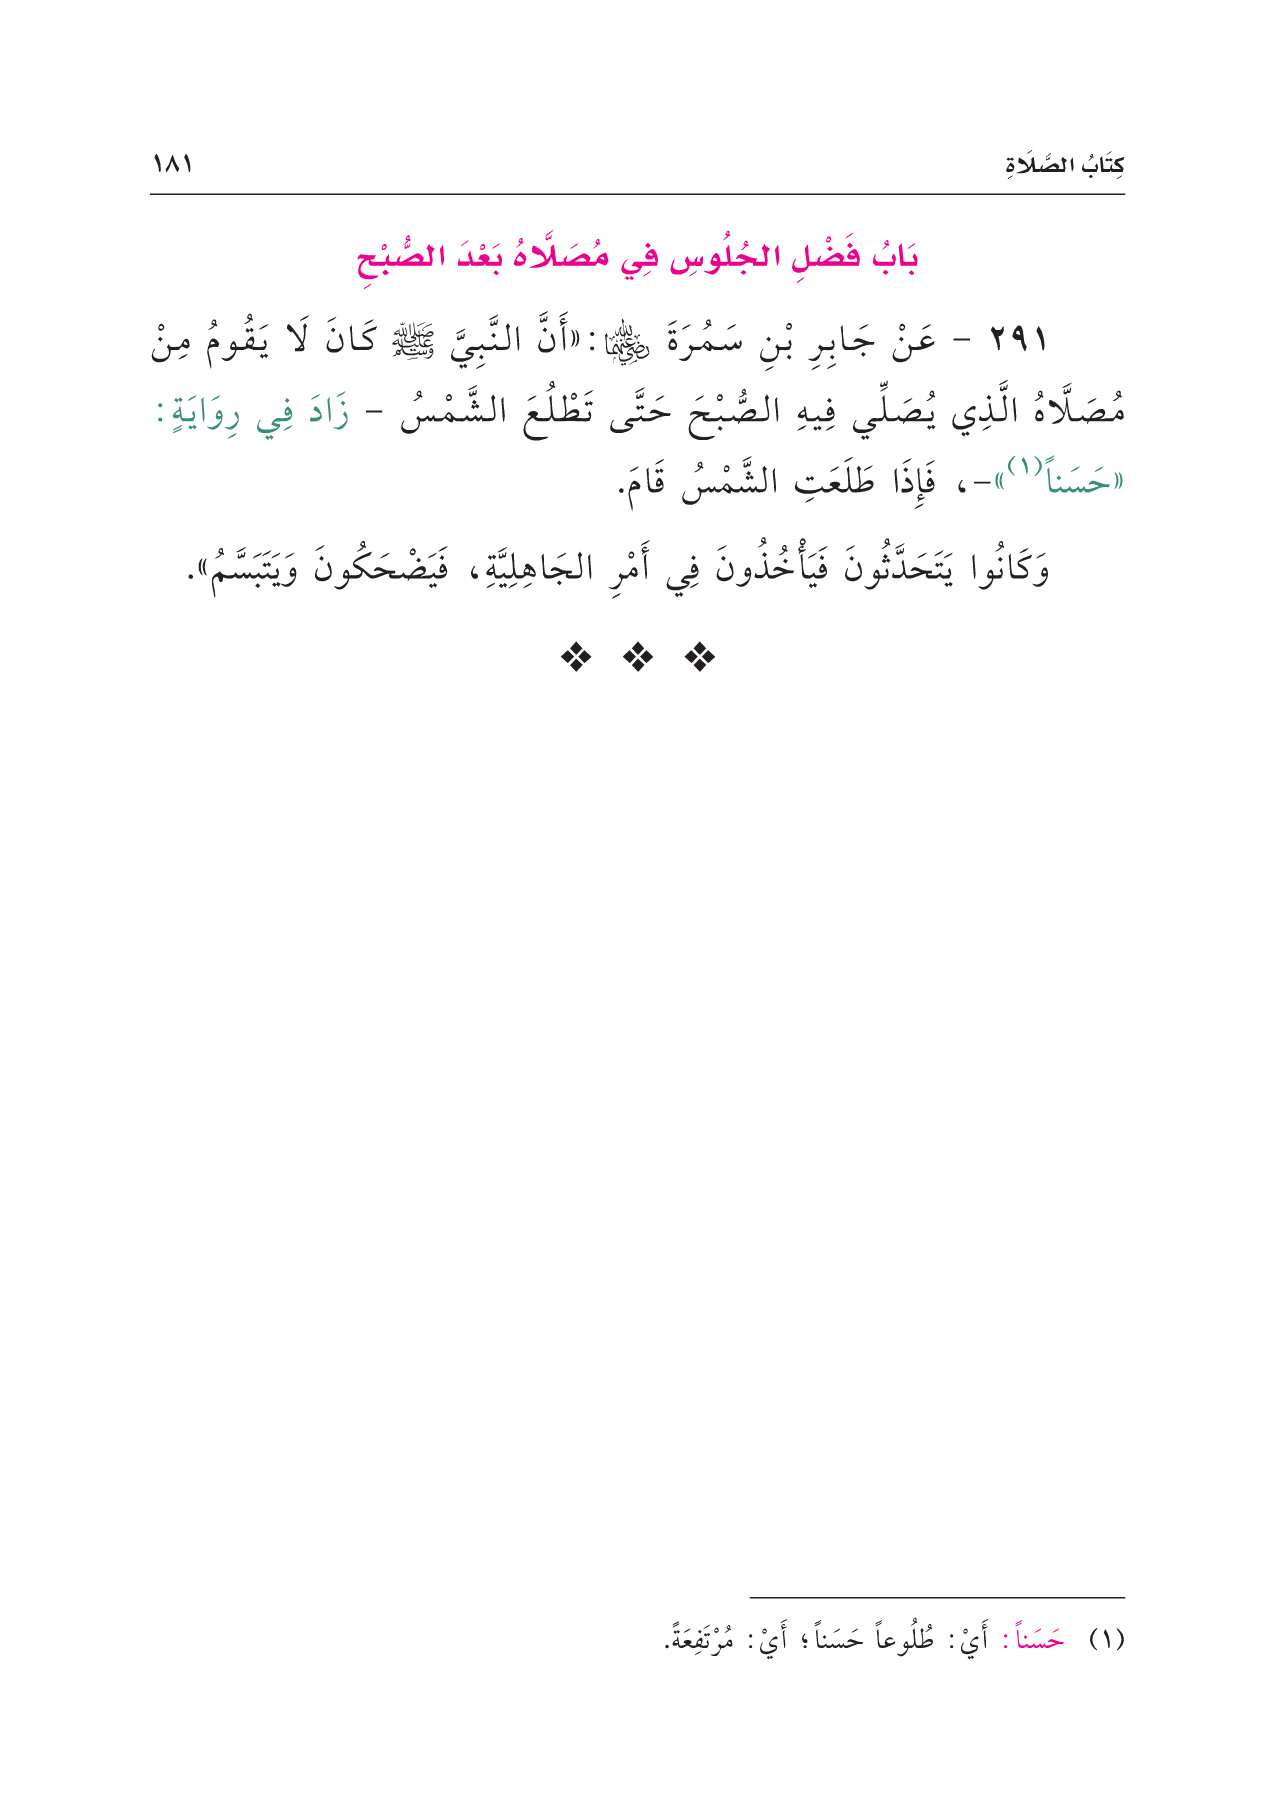 كِتَابُ الصَّلَاةِ ١٨١
بَابُ فَضْلِ الجُلُوسِ فِي مُصَلَّاهُ بَعْدَ الصُّبْحِ
٢٩١ - عَنْ جَابِرِ بْنِ سَمُرَةَ رضي الله عنهما: «أَنَّ النَّبِيَّ ﷺ كَانَ لَا يَقُومُ مِنْ
مُصَلَّاهُ الَّذِي يُصَلِّي فِيهِ الصُّبْحَ حَتَّى تَطْلُعَ الشَّمْسُ - زَادَ فِي رِوَايَةٍ:
«حَسَناً(١)»-، فَإِذَا طَلَعَتِ الشَّمْسُ قَامَ.
وَكَانُوا يَتَحَدَّثُونَ فَيَأْخُذُونَ فِي أَمْرِ الجَاهِلِيَّةِ، فَيَضْحَكُونَ وَيَتَبَسَّمُ».
(١) حَسَناً: أَيْ: طُلُوعاً حَسَناً؛ أَيْ: مُرْتَفِعَةً.